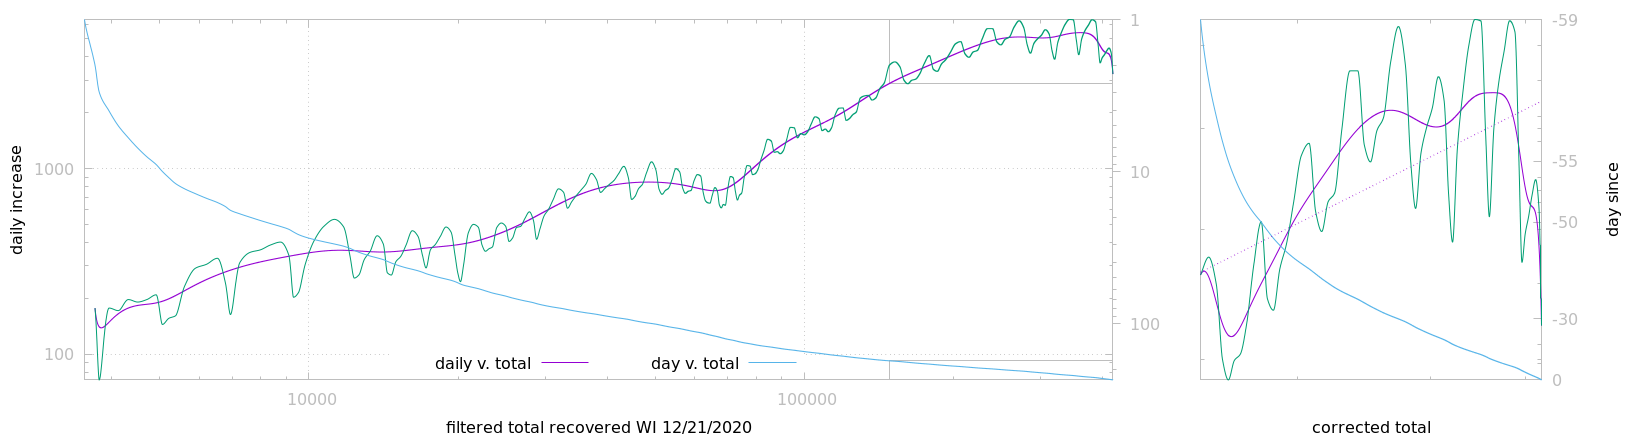 daily increase
1000
100
10000
100000
1
10
100
daily v. total
day v. total
filtered total recovered WI 12/21/2020
-59
-55
-50
-30
0
day since
corrected total